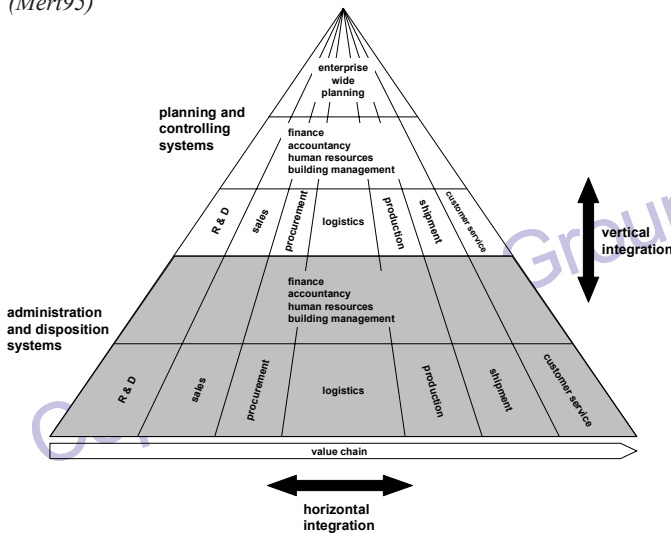 (Mert95)
enterprise
wide
planning
planning and
controlling
systems
finance
accountancy
human resources
building management
R & D
sales
procurement
logistics
production
shipment
customer service
vertical
integration
administration
and disposition
systems
finance
accountancy
human resources
building management
R & D
sales
procurement
logistics
production
shipment
customer service
value chain
horizontal
integration